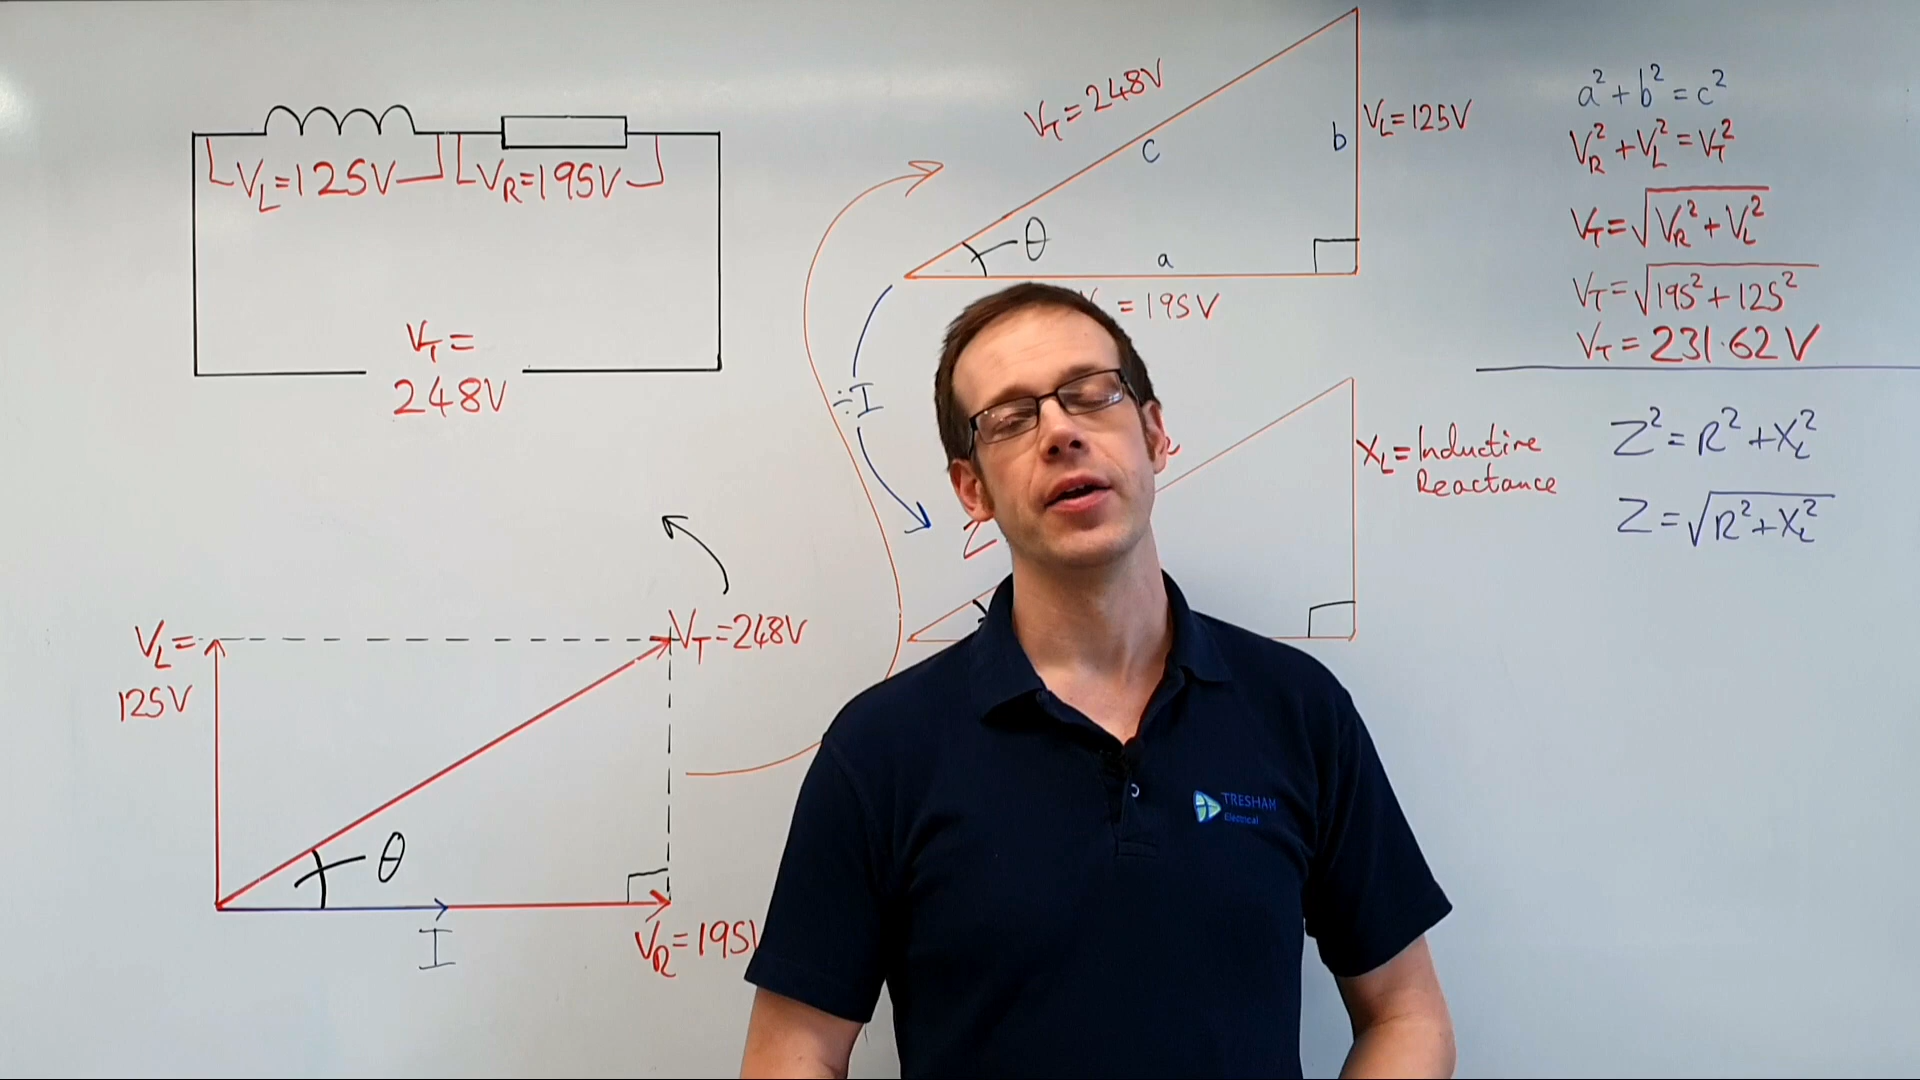 V_L=125V
V_R=195V
V_T=
248V
V_L=
125V
V_T=248V
θ
I
V_R=195V
V_T=248V
c
b
V_L=125V
θ
a
=195V
÷I
Z
X_L=Inductive
Reactance
a²+b²=c²
V_R²+V_L²=V_T²
V_T=√V_R²+V_L²
V_T=√195²+125²
V_T=231.62V
Z²=R²+X_L²
Z=√R²+X_L²
TRESHAM
Electrical